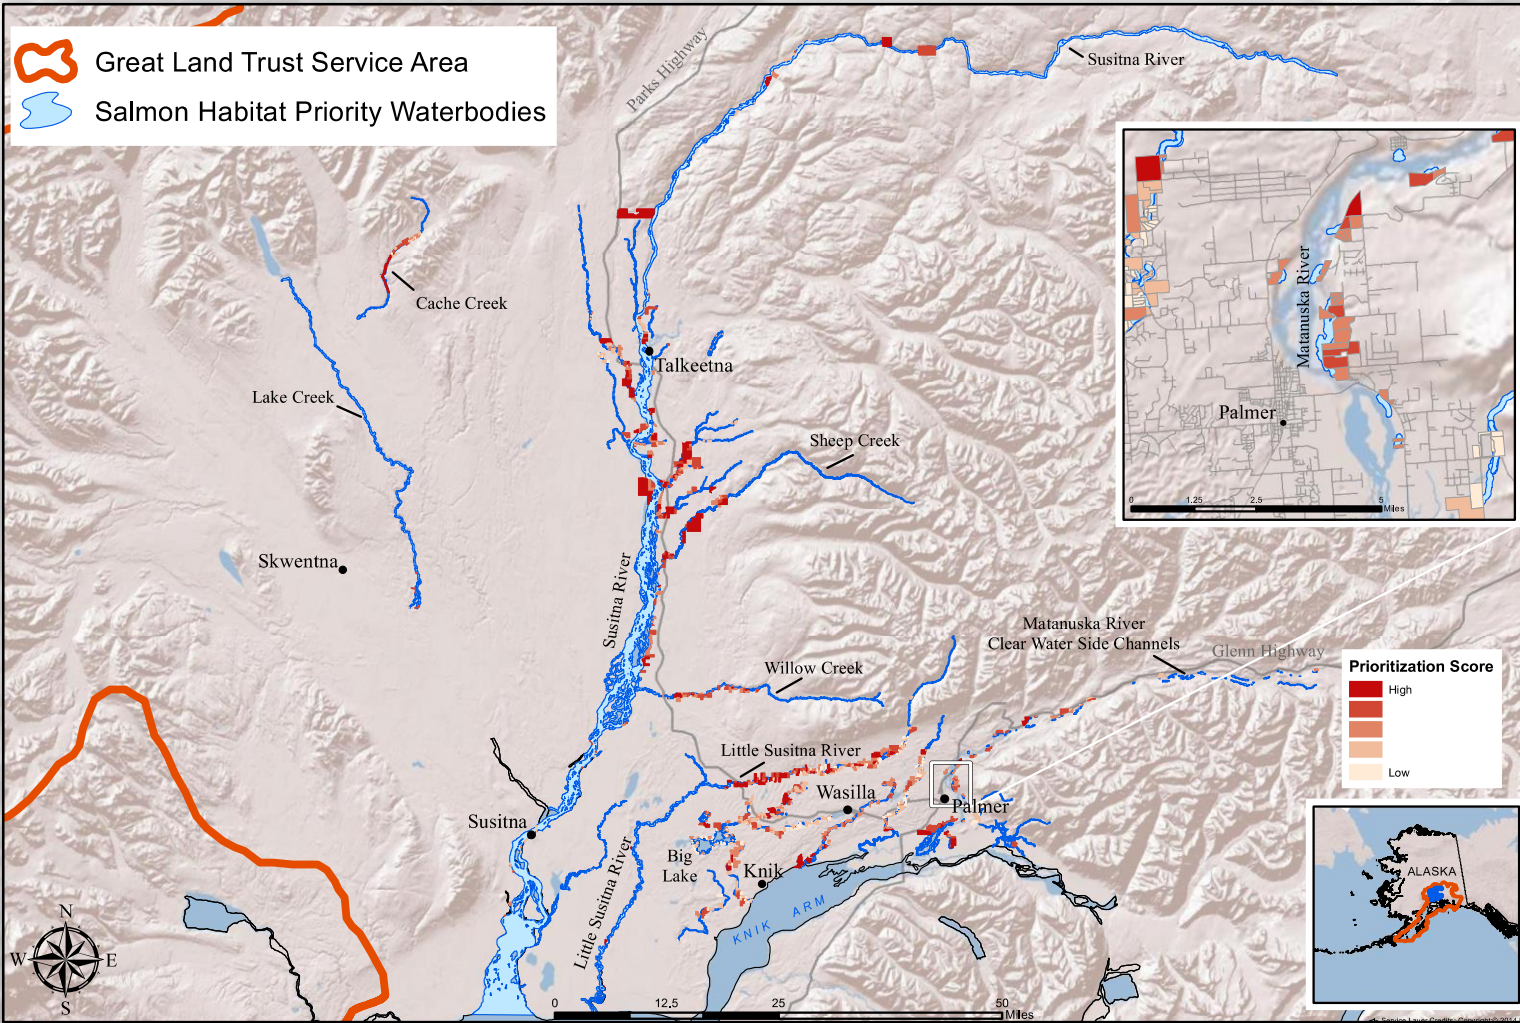 Great Land Trust Service Area
Salmon Habitat Priority Waterbodies
Parks Highway
Susitna River
Cache Creek
Lake Creek
Talkeetna
Sheep Creek
Skwentna
Susitna River
Matanuska River
Clear Water Side Channels
Glenn Highway
Willow Creek
Little Susitna River
Wasilla
Palmer
Susitna
Big
Lake
Knik
Little Susitna River
KNIK ARM
N
W
E
S
0
12.5
25
50
Miles
Matanuska River
Palmer
0
1.25
2.5
5
Miles
Prioritization Score
High
Low
ALASKA